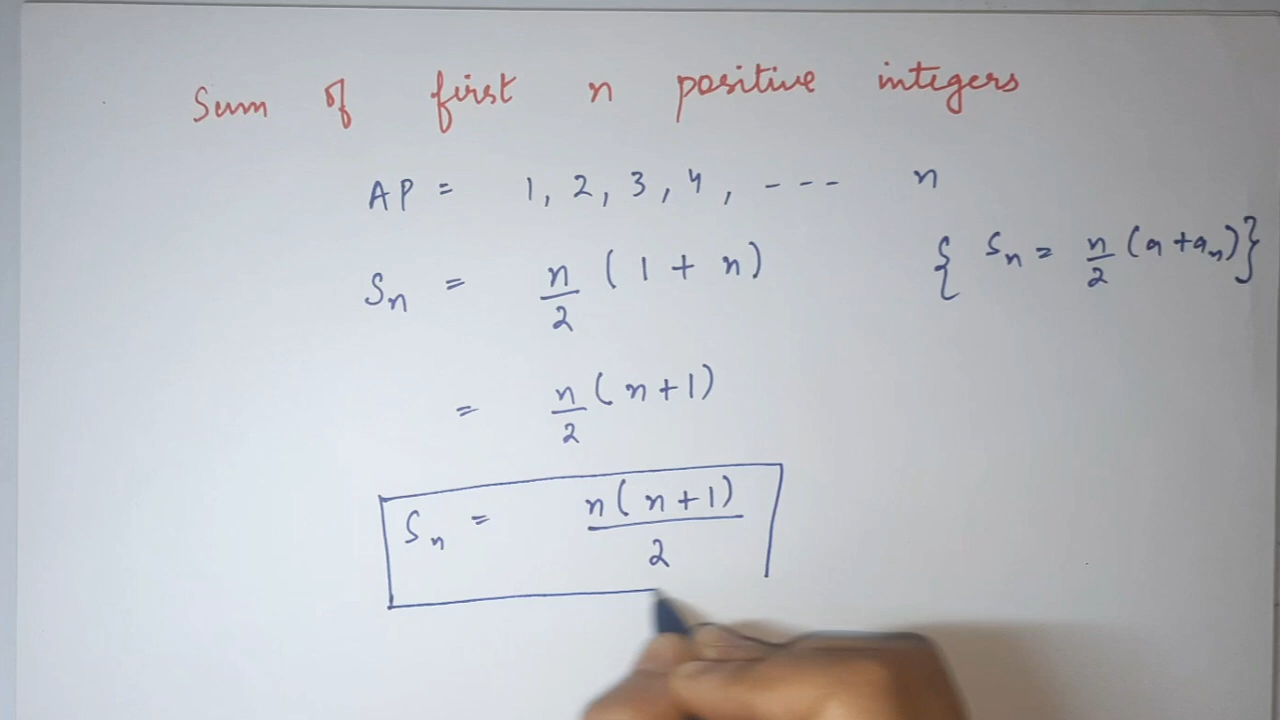 Sum of first n positive integers
AP = 1, 2, 3, 4, --- n
Sn = n/2 (1 + n) { Sn = n/2 (a + an) }
= n/2 (n + 1)
Sn = n(n+1)/2